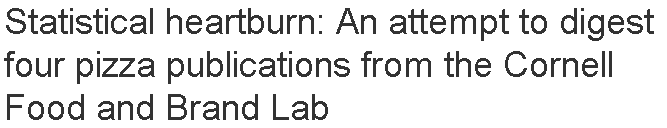 Statistical heartburn: An attempt to digest
four pizza publications from the Cornell
Food and Brand Lab